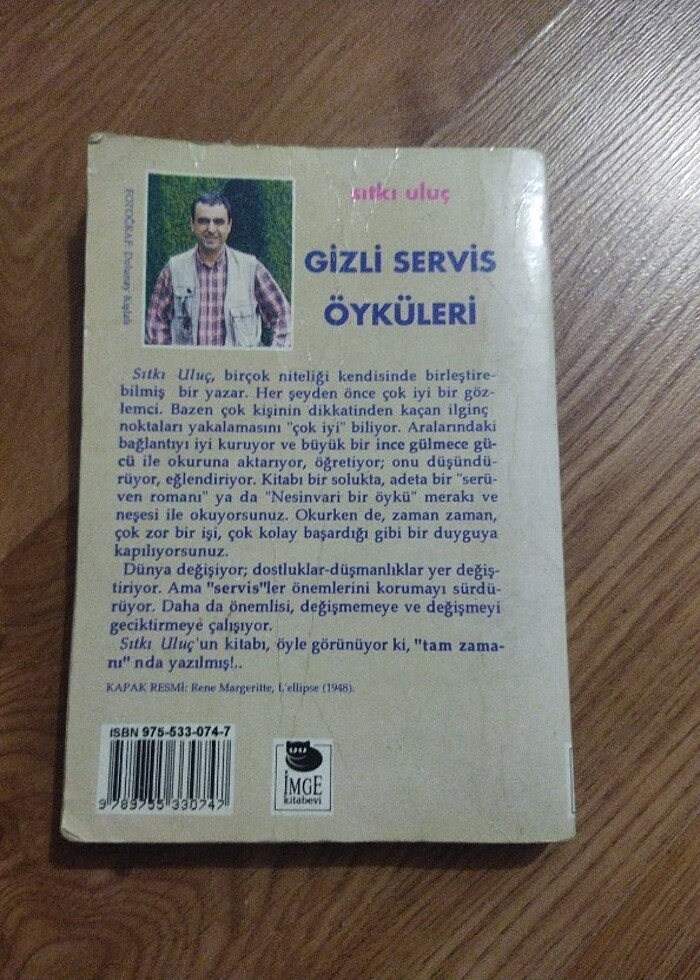 FOTOĞRAF: Dolunay Kışlalı
sıtkı uluç
GİZLİ SERVİS
ÖYKÜLERİ
Sıtkı Uluç, birçok niteliği kendisinde birleştire-
bilmiş bir yazar. Her şeyden önce çok iyi bir göz-
lemci. Bazen çok kişinin dikkatinden kaçan ilginç
noktaları yakalamasını "çok iyi" biliyor. Aralarındaki
bağlantıyı iyi kuruyor ve büyük bir ince gülmece gü-
cü ile okuruna aktarıyor, öğretiyor; onu düşündü-
rüyor, eğlendiriyor. Kitabı bir solukta, adeta bir "serü-
ven romanı" ya da "Nesinvari bir öykü" merakı ve
neşesi ile okuyorsunuz. Okurken de, zaman zaman,
çok zor bir işi, çok kolay başardığı gibi bir duyguya
kapılıyorsunuz.
Dünya değişiyor; dostluklar-düşmanlıklar yer değiş-
tiriyor. Ama "servis"ler önemlerini korumayı sürdü-
rüyor. Daha da önemlisi, değişmemeye ve değişmeyi
geciktirmeye çalışıyor.
Sıtkı Uluç'un kitabı, öyle görünüyor ki, "tam zama-
nı" nda yazılmış!..
KAPAK RESMİ: Rene Margeritte, L'ellipse (1948).
ISBN 975-533-074-7
9 789755 330747
İMGE
kitabevi